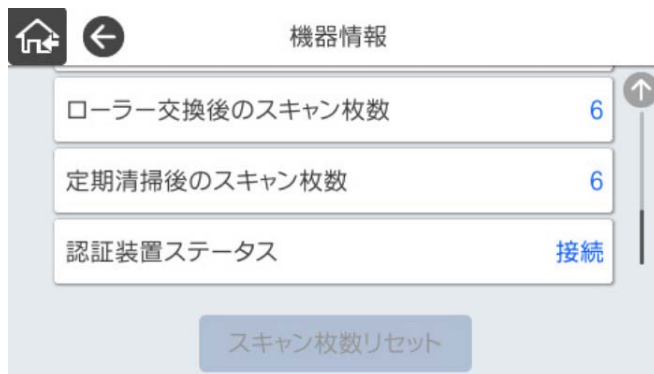 機器情報
ローラー交換後のスキャン枚数 6
定期清掃後のスキャン枚数 6
認証装置ステータス 接続
スキャン枚数リセット